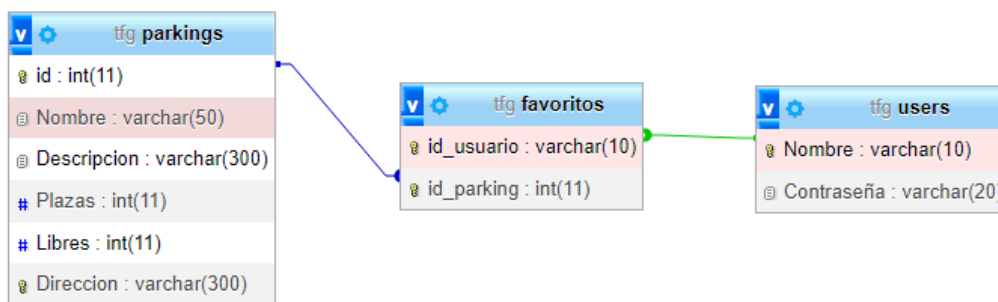 v tfg parkings
id : int(11)
Nombre : varchar(50)
Descripcion : varchar(300)
# Plazas : int(11)
# Libres : int(11)
Direccion : varchar(300)
v tfg favoritos
id_usuario : varchar(10)
id_parking : int(11)
v tfg users
Nombre : varchar(10)
Contraseña : varchar(20)